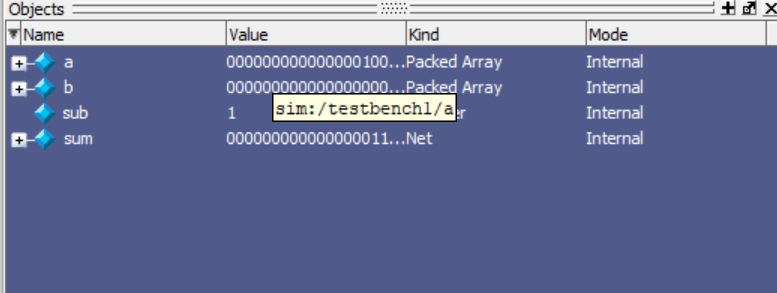 Objects
Name Value Kind Mode
a 000000000000000100...Packed Array Internal
b 000000000000000000...Packed Array Internal
sub 1 sim:/testbench1/a r Internal
sum 000000000000000011...Net Internal